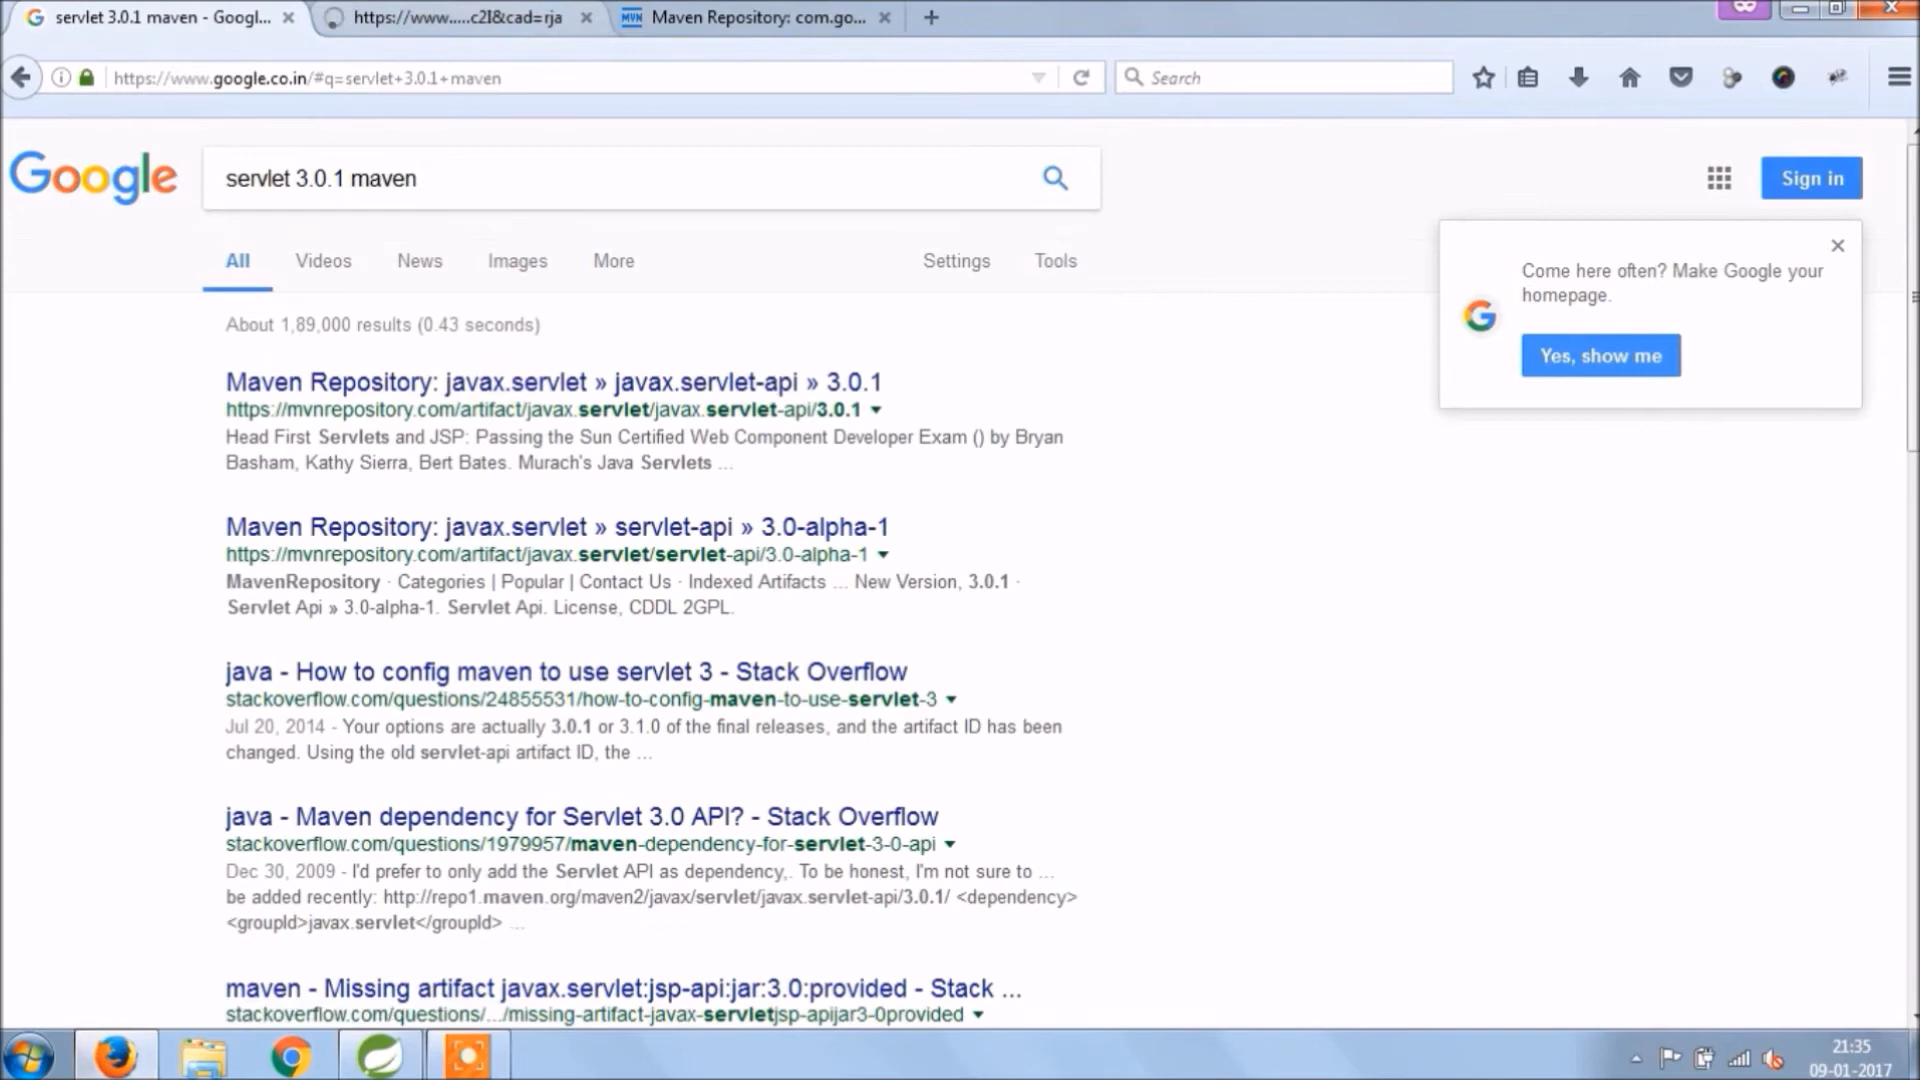 servlet 3.0.1 maven - Googl...
https://www.....c2I&cad=rja
MVN Maven Repository: com.go...
https://www.google.co.in/#q=servlet+3.0.1+maven
Search
Google
servlet 3.0.1 maven
Sign in
All Videos News Images More Settings Tools
Come here often? Make Google your
homepage.
Yes, show me
About 1,89,000 results (0.43 seconds)
Maven Repository: javax.servlet » javax.servlet-api » 3.0.1
https://mvnrepository.com/artifact/javax.servlet/javax.servlet-api/3.0.1
Head First Servlets and JSP: Passing the Sun Certified Web Component Developer Exam () by Bryan
Basham, Kathy Sierra, Bert Bates. Murach's Java Servlets ...
Maven Repository: javax.servlet » servlet-api » 3.0-alpha-1
https://mvnrepository.com/artifact/javax.servlet/servlet-api/3.0-alpha-1
MavenRepository · Categories | Popular | Contact Us · Indexed Artifacts ... New Version, 3.0.1 ·
Servlet Api » 3.0-alpha-1. Servlet Api. License, CDDL 2GPL.
java - How to config maven to use servlet 3 - Stack Overflow
stackoverflow.com/questions/24855531/how-to-config-maven-to-use-servlet-3
Jul 20, 2014 - Your options are actually 3.0.1 or 3.1.0 of the final releases, and the artifact ID has been
changed. Using the old servlet-api artifact ID, the ...
java - Maven dependency for Servlet 3.0 API? - Stack Overflow
stackoverflow.com/questions/1979957/maven-dependency-for-servlet-3-0-api
Dec 30, 2009 - I'd prefer to only add the Servlet API as dependency,. To be honest, I'm not sure to ...
be added recently: http://repo1.maven.org/maven2/javax/servlet/javax.servlet-api/3.0.1/ <dependency>
<groupId>javax.servlet</groupId> ...
maven - Missing artifact javax.servlet:jsp-api:jar:3.0:provided - Stack ...
stackoverflow.com/questions/.../missing-artifact-javax-servletjsp-apijar3-0provided
21:35
09-01-2017